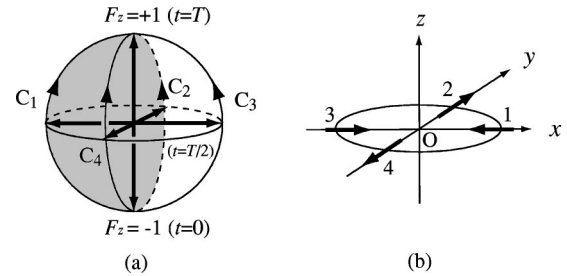 F_z=+1 (t=T)
C_1
C_2
C_3
C_4
(t=T/2)
F_z= -1 (t=0)
(a)
z
y
2
3
1
x
O
4
(b)